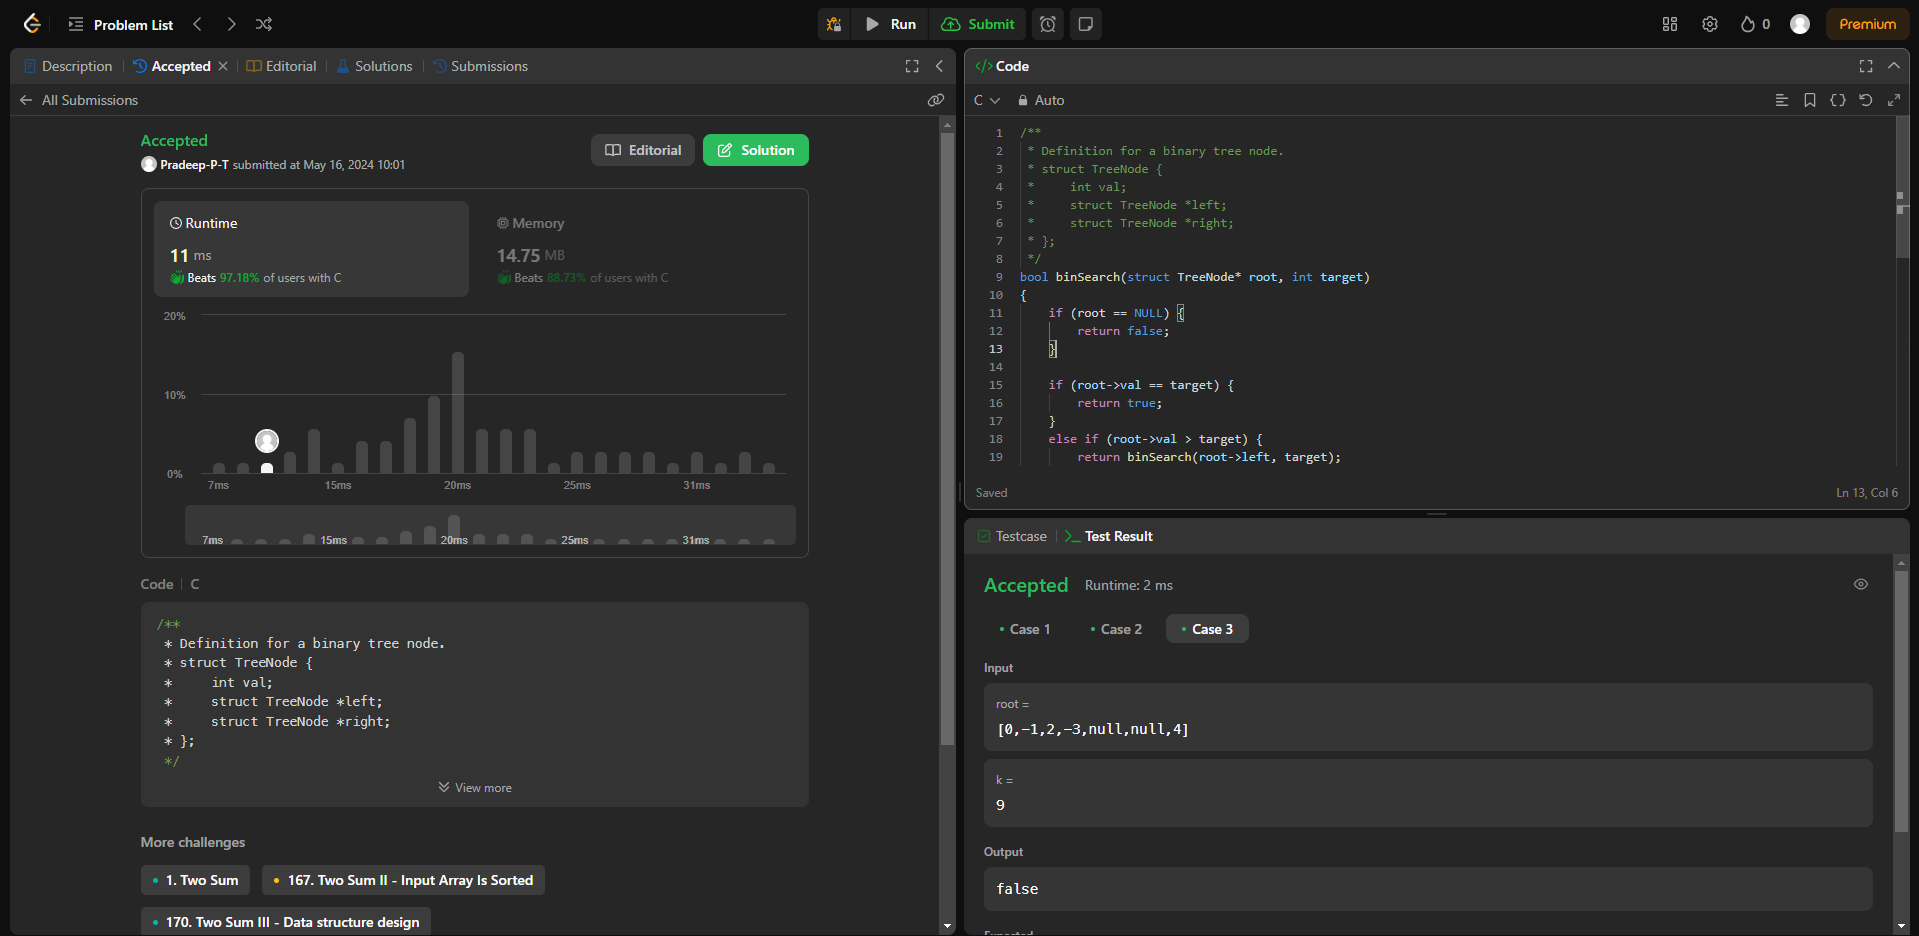 Problem List
Run
Submit
0
Premium
Description
Accepted
Editorial
Solutions
Submissions
All Submissions
Accepted
Pradeep-P-T submitted at May 16, 2024 10:01
Editorial
Solution
Runtime
11 ms
Beats 97.18% of users with C
Memory
14.75 MB
Beats 88.73% of users with C
20%
10%
0%
7ms 15ms 20ms 25ms 31ms
7ms 15ms 20ms 25ms 31ms
Code | C
/**
 * Definition for a binary tree node.
 * struct TreeNode {
 *     int val;
 *     struct TreeNode *left;
 *     struct TreeNode *right;
 * };
 */
View more
More challenges
1. Two Sum
167. Two Sum II - Input Array Is Sorted
170. Two Sum III - Data structure design
</> Code
C
Auto
1 /**
2  * Definition for a binary tree node.
3  * struct TreeNode {
4  *     int val;
5  *     struct TreeNode *left;
6  *     struct TreeNode *right;
7  * };
8  */
9 bool binSearch(struct TreeNode* root, int target)
10 {
11     if (root == NULL) {
12         return false;
13     }
14
15     if (root->val == target) {
16         return true;
17     }
18     else if (root->val > target) {
19         return binSearch(root->left, target);
Saved
Ln 13, Col 6
Testcase
Test Result
Accepted
Runtime: 2 ms
Case 1
Case 2
Case 3
Input
root =
[0,-1,2,-3,null,null,4]
k =
9
Output
false
Expected